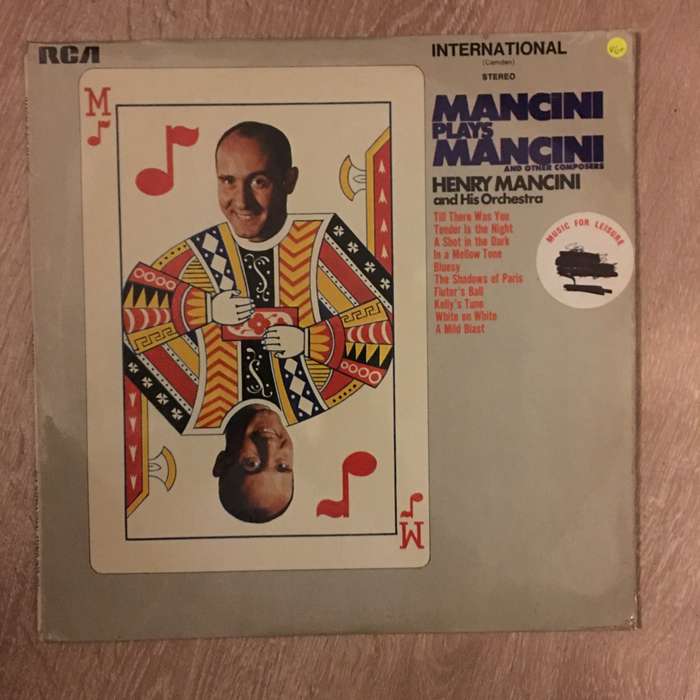 RCA
INTERNATIONAL
(Camden)
STEREO
VG+
MANCINI
PLAYS
MANCINI
AND OTHER COMPOSERS
HENRY MANCINI
and His Orchestra
Till There Was You
Tender Is the Night
A Shot in the Dark
In a Mellow Tone
Bluesy
The Shadows of Paris
Fluter's Ball
Kelly's Tune
White on White
A Mild Blast
MUSIC FOR LEISURE
M
M